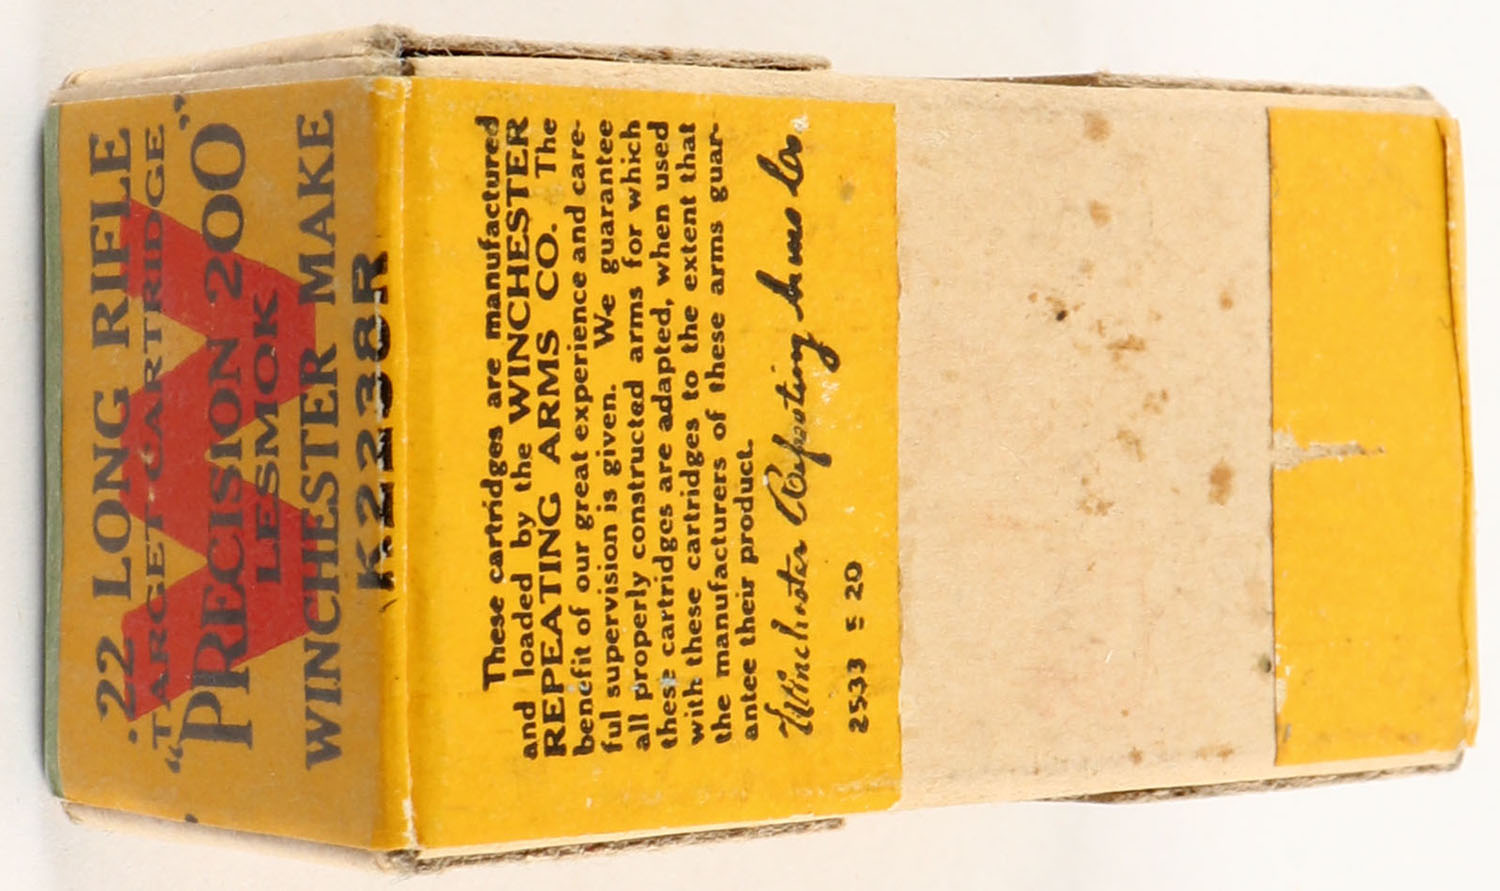 .22 LONG RIFLE
TARGET CARTRIDGE
"PRECISION 200"
LESMOK
WINCHESTER MAKE
K2238R
These cartridges are manufactured
and loaded by the WINCHESTER
REPEATING ARMS CO. The
benefit of our great experience and care-
ful supervision is given. We guarantee
all properly constructed arms for which
these cartridges are adapted, when used
with these cartridges to the extent that
the manufacturers of these arms guar-
antee their product.
Winchester Repeating Arms Co.
2533 E 20